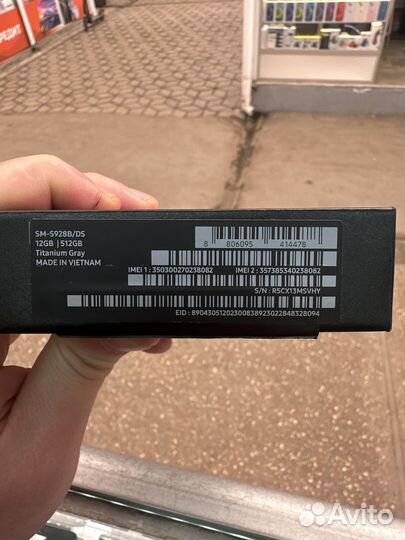 SM-S928B/DS
12GB | 512GB
Titanium Gray
MADE IN VIETNAM
8 806095 414478
IMEI 1 : 350300270238082
IMEI 2 : 357385340238082
S/N : R5CX13MSVHY
EID : 89043051202300838923022848328094
Avito